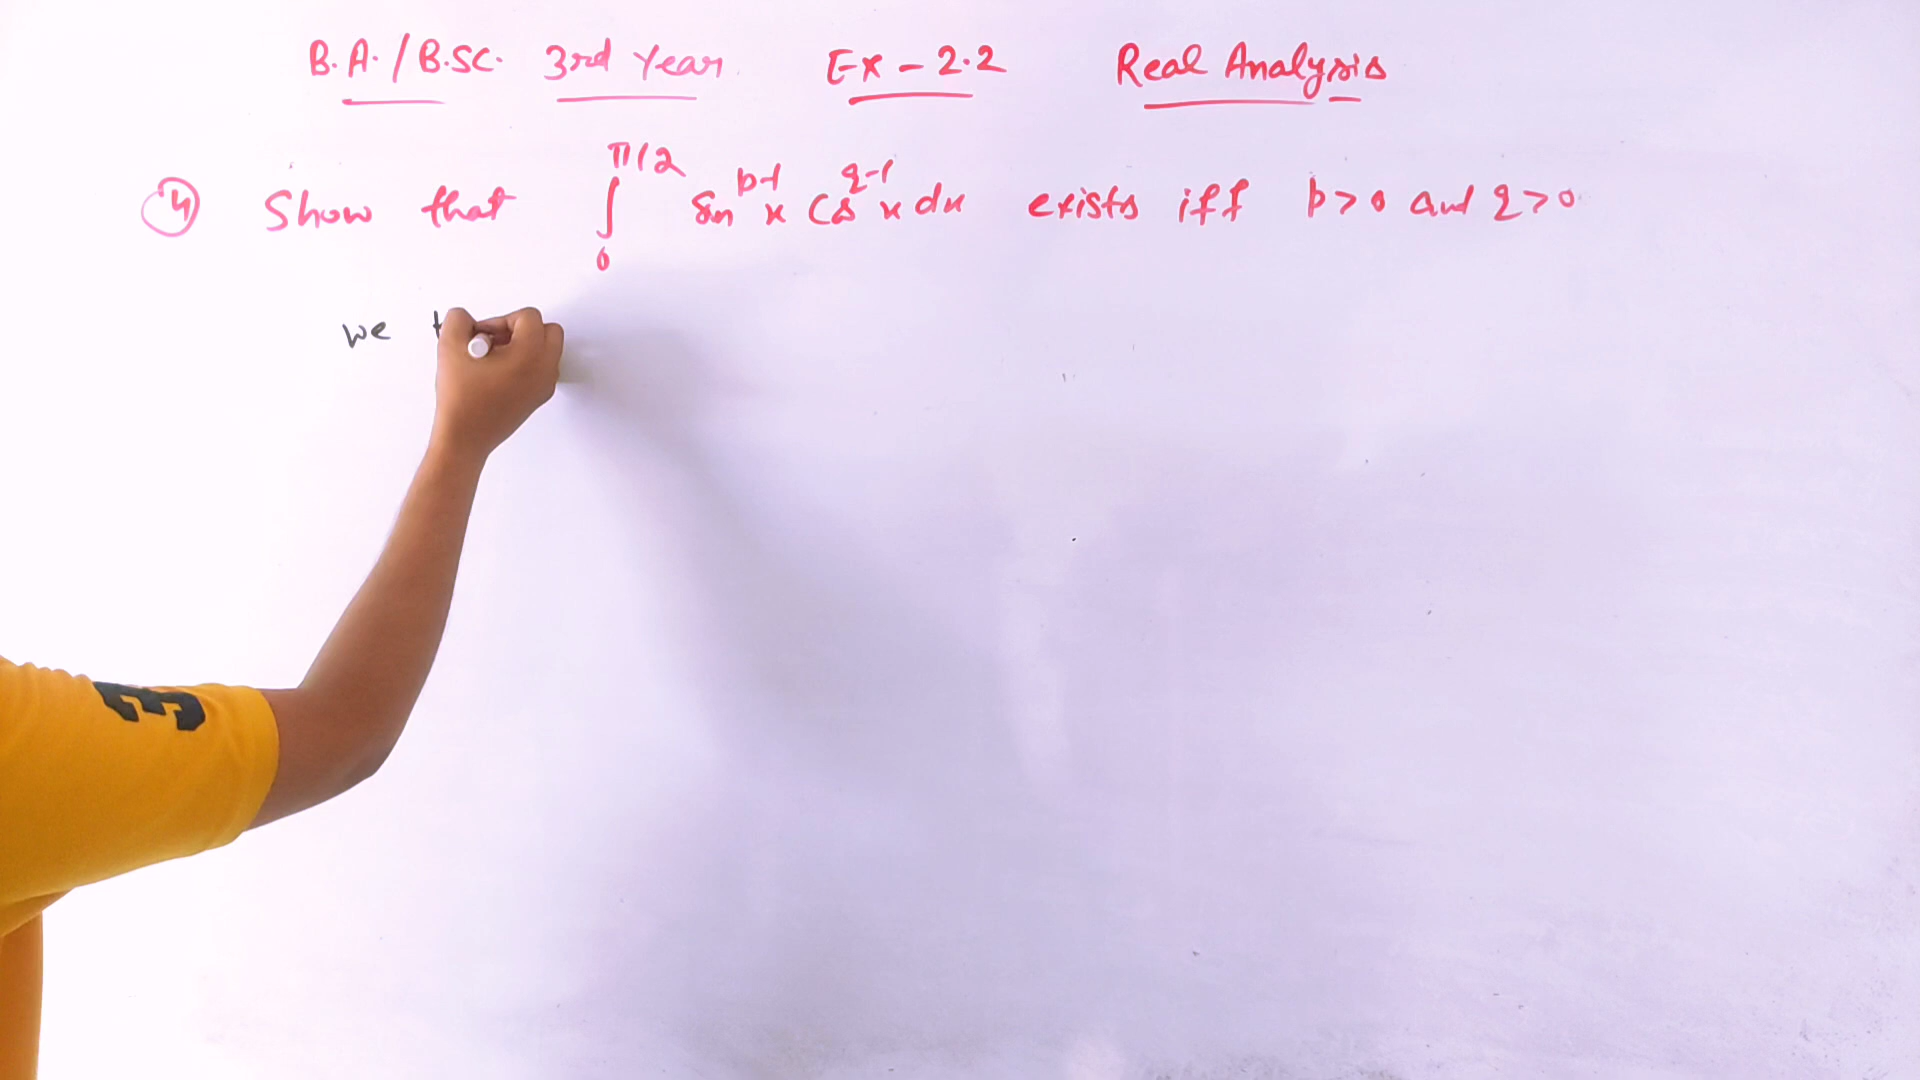 B.A./B.Sc. 3rd Year Ex - 2.2 Real Analysis
④ Show that ∫₀^{π/2} sin^{p-1} x cos^{q-1} x dx exists iff p>0 and q>0
we
3